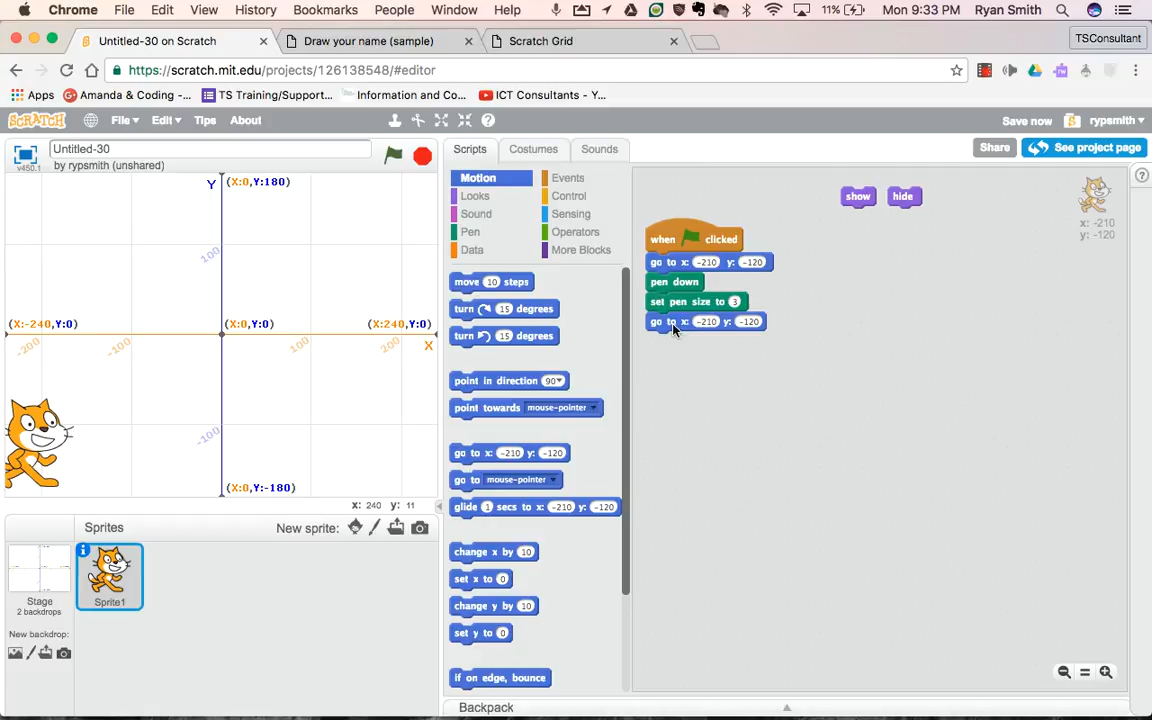 Chrome File Edit View History Bookmarks People Window Help 11% Mon 9:33 PM Ryan Smith
Untitled-30 on Scratch Draw your name (sample) Scratch Grid TSConsultant
https://scratch.mit.edu/projects/126138548/#editor
Apps Amanda & Coding -... TS Training/Support... Information and Co... ICT Consultants - Y...
SCRATCH File Edit Tips About Save now rypsmith
v450.1 Untitled-30
by rypsmith (unshared)
Scripts Costumes Sounds Share See project page
Motion Events
Looks Control
Sound Sensing
Pen Operators
Data More Blocks
Y (X:0,Y:180)
100
(X:-240,Y:0) (X:0,Y:0) (X:240,Y:0)
-200 -100 100 200 X
-100
(X:0,Y:-180)
x: 240 y: 11
move 10 steps
turn 15 degrees
turn 15 degrees
point in direction 90
point towards mouse-pointer
go to x: -210 y: -120
go to mouse-pointer
glide 1 secs to x: -210 y: -120
change x by 10
set x to 0
change y by 10
set y to 0
if on edge, bounce
show hide
when clicked
go to x: -210 y: -120
pen down
set pen size to 3
go to x: -210 y: -120
x: -210
y: -120
Sprites New sprite:
Stage
2 backdrops
New backdrop:
Sprite1
Backpack